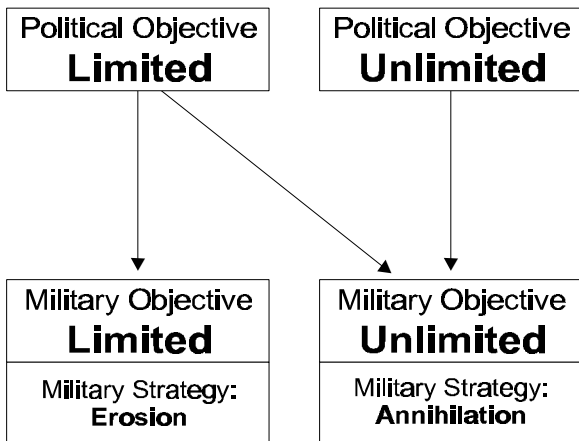 Political Objective
Limited
Political Objective
Unlimited
Military Objective
Limited
Military Strategy:
Erosion
Military Objective
Unlimited
Military Strategy:
Annihilation